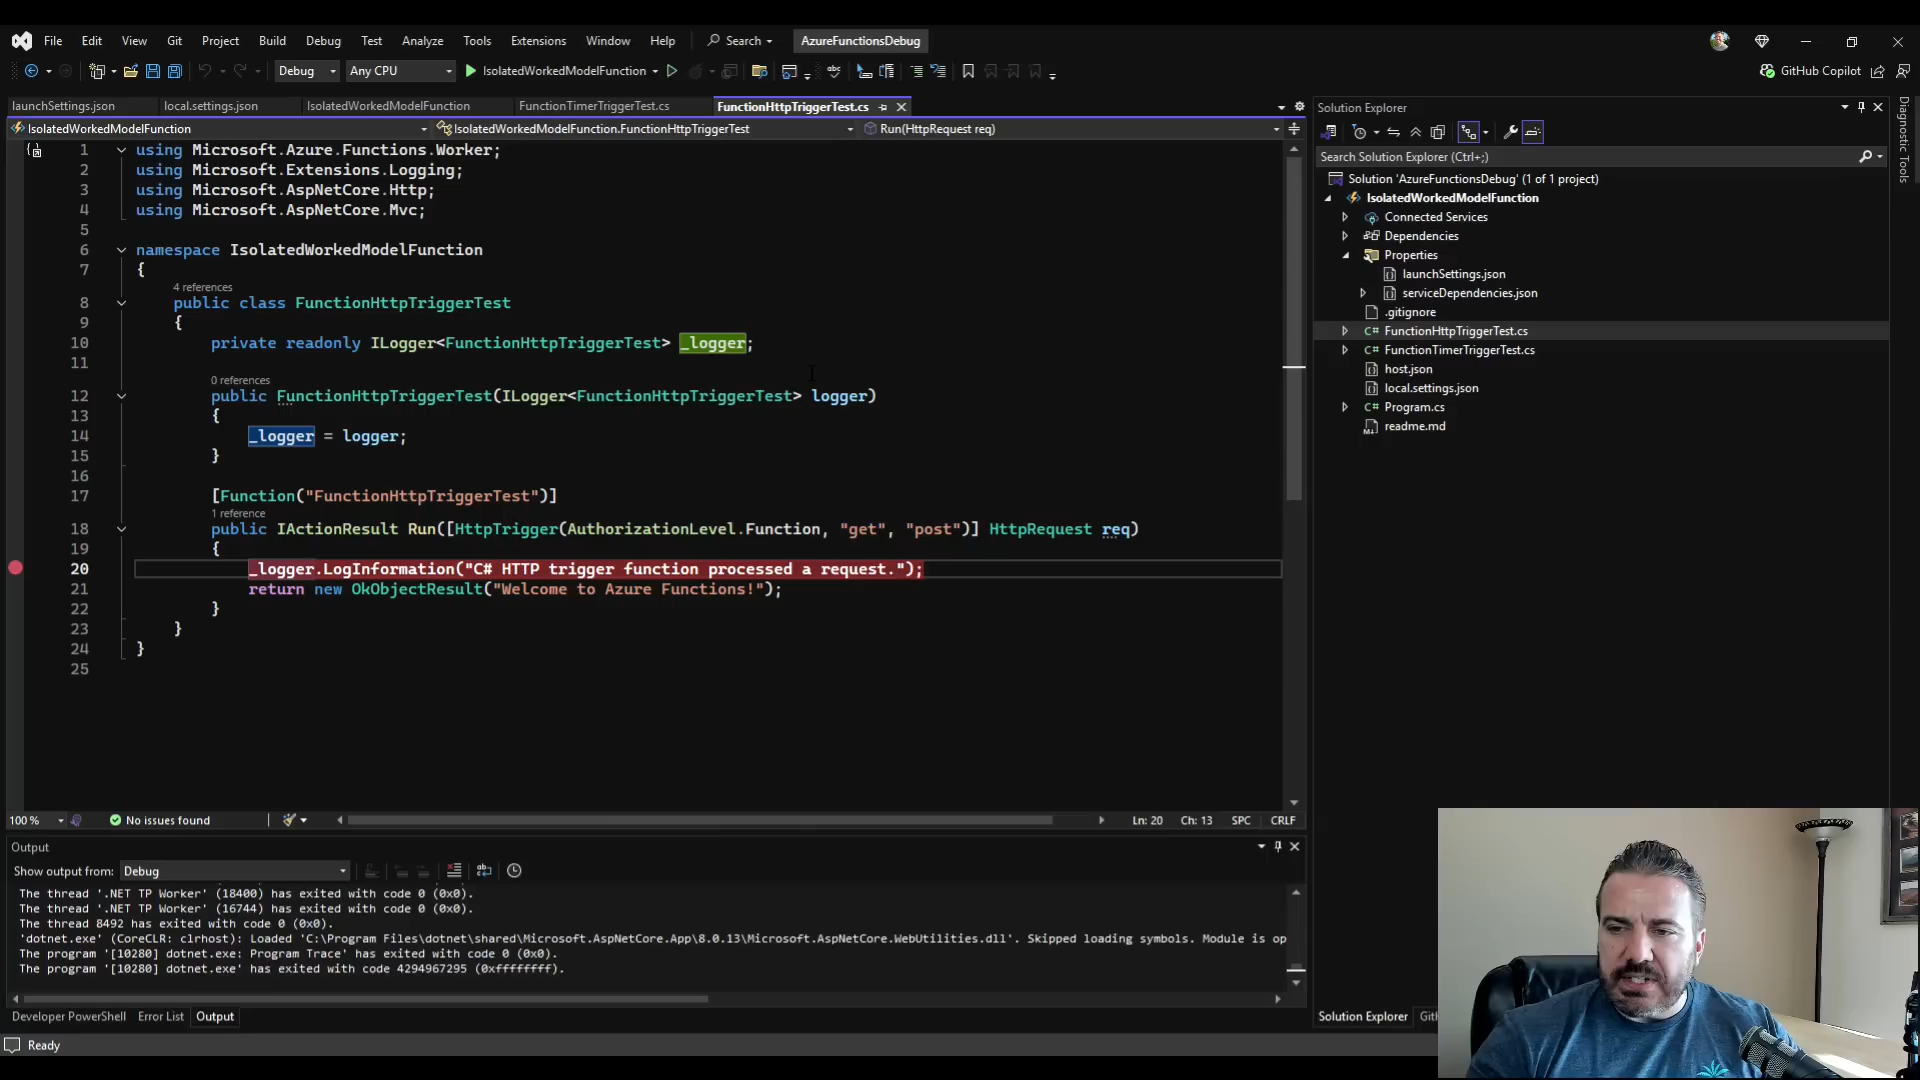 File Edit View Git Project Build Debug Test Analyze Tools Extensions Window Help Search AzureFunctionsDebug
Debug Any CPU IsolatedWorkedModelFunction GitHub Copilot
launchSettings.json local.settings.json IsolatedWorkedModelFunction FunctionTimerTriggerTest.cs FunctionHttpTriggerTest.cs
IsolatedWorkedModelFunction IsolatedWorkedModelFunction.FunctionHttpTriggerTest Run(HttpRequest req)
1 using Microsoft.Azure.Functions.Worker;
2 using Microsoft.Extensions.Logging;
3 using Microsoft.AspNetCore.Http;
4 using Microsoft.AspNetCore.Mvc;
5
6 namespace IsolatedWorkedModelFunction
7 {
4 references
8 public class FunctionHttpTriggerTest
9 {
10 private readonly ILogger<FunctionHttpTriggerTest> _logger;
11
0 references
12 public FunctionHttpTriggerTest(ILogger<FunctionHttpTriggerTest> logger)
13 {
14 _logger = logger;
15 }
16
17 [Function("FunctionHttpTriggerTest")]
1 reference
18 public IActionResult Run([HttpTrigger(AuthorizationLevel.Function, "get", "post")] HttpRequest req)
19 {
20 _logger.LogInformation("C# HTTP trigger function processed a request.");
21 return new OkObjectResult("Welcome to Azure Functions!");
22 }
23 }
24 }
25
100 % No issues found Ln: 20 Ch: 13 SPC CRLF
Output
Show output from: Debug
The thread '.NET TP Worker' (18400) has exited with code 0 (0x0).
The thread '.NET TP Worker' (16744) has exited with code 0 (0x0).
The thread 8492 has exited with code 0 (0x0).
'dotnet.exe' (CoreCLR: clrhost): Loaded 'C:\Program Files\dotnet\shared\Microsoft.AspNetCore.App\8.0.13\Microsoft.AspNetCore.WebUtilities.dll'. Skipped loading symbols. Module is op
The program '[10280] dotnet.exe: Program Trace' has exited with code 0 (0x0).
The program '[10280] dotnet.exe' has exited with code 4294967295 (0xffffffff).
Developer PowerShell Error List Output
Ready
Solution Explorer
Search Solution Explorer (Ctrl+;)
Solution 'AzureFunctionsDebug' (1 of 1 project)
IsolatedWorkedModelFunction
Connected Services
Dependencies
Properties
launchSettings.json
serviceDependencies.json
.gitignore
C# FunctionHttpTriggerTest.cs
C# FunctionTimerTriggerTest.cs
host.json
local.settings.json
C# Program.cs
readme.md
Solution Explorer Git
Diagnostic Tools